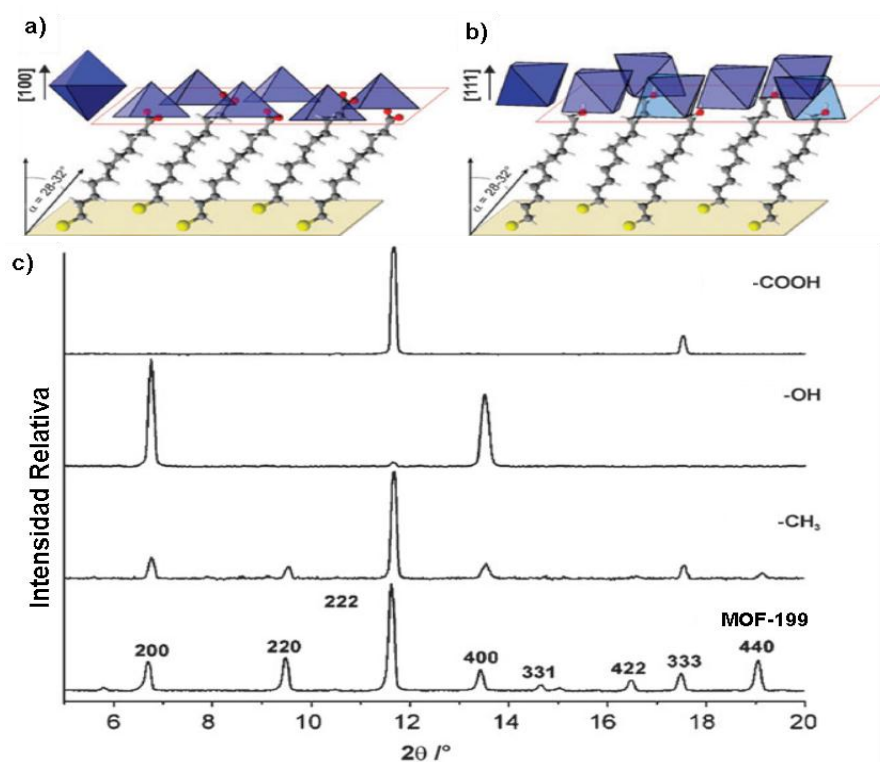 a)
[100]
α = 28-32°
b)
[111]
α = 28-32°
c)
-COOH
-OH
-CH₃
MOF-199
200
220
222
400
331
422
333
440
Intensidad Relativa
6 8 10 12 14 16 18 20
2θ /°